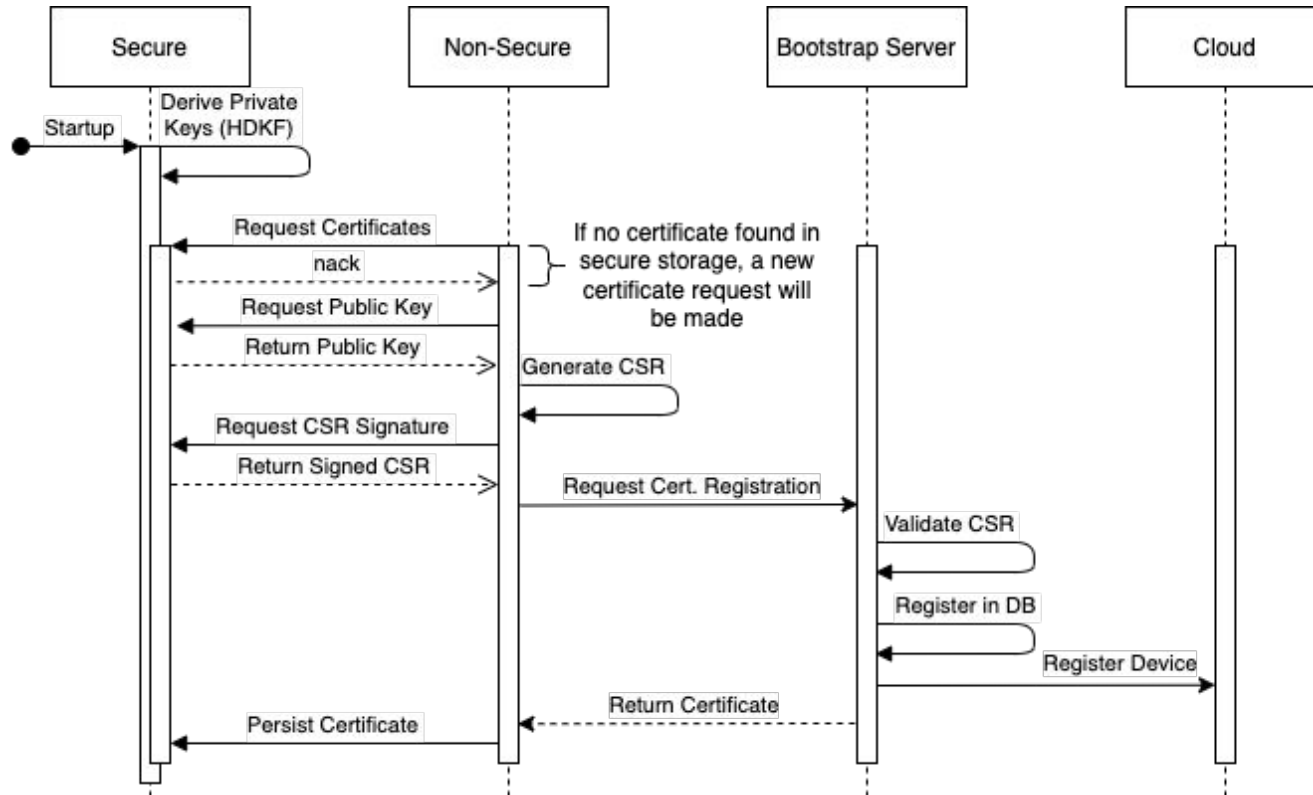 Secure
Non-Secure
Bootstrap Server
Cloud
Derive Private
Keys (HDKF)
Startup
Request Certificates
nack
If no certificate found in
secure storage, a new
certificate request will
be made
Request Public Key
Return Public Key
Generate CSR
Request CSR Signature
Return Signed CSR
Request Cert. Registration
Validate CSR
Register in DB
Register Device
Return Certificate
Persist Certificate